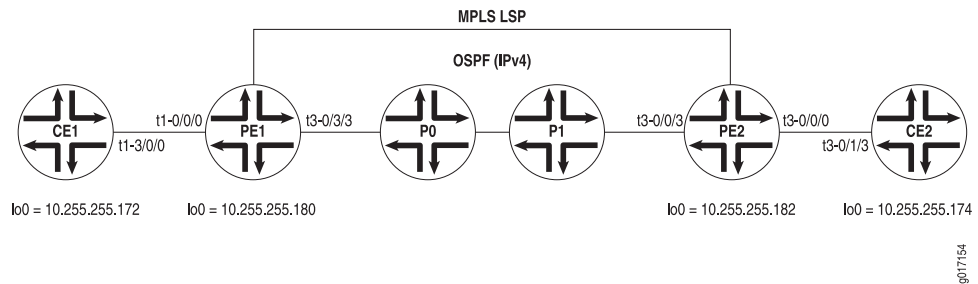 MPLS LSP
OSPF (IPv4)
CE1
t1-3/0/0
t1-0/0/0
PE1
t3-0/3/3
P0
P1
t3-0/0/3
PE2
t3-0/0/0
t3-0/1/3
CE2
lo0 = 10.255.255.172
lo0 = 10.255.255.180
lo0 = 10.255.255.182
lo0 = 10.255.255.174
g017154